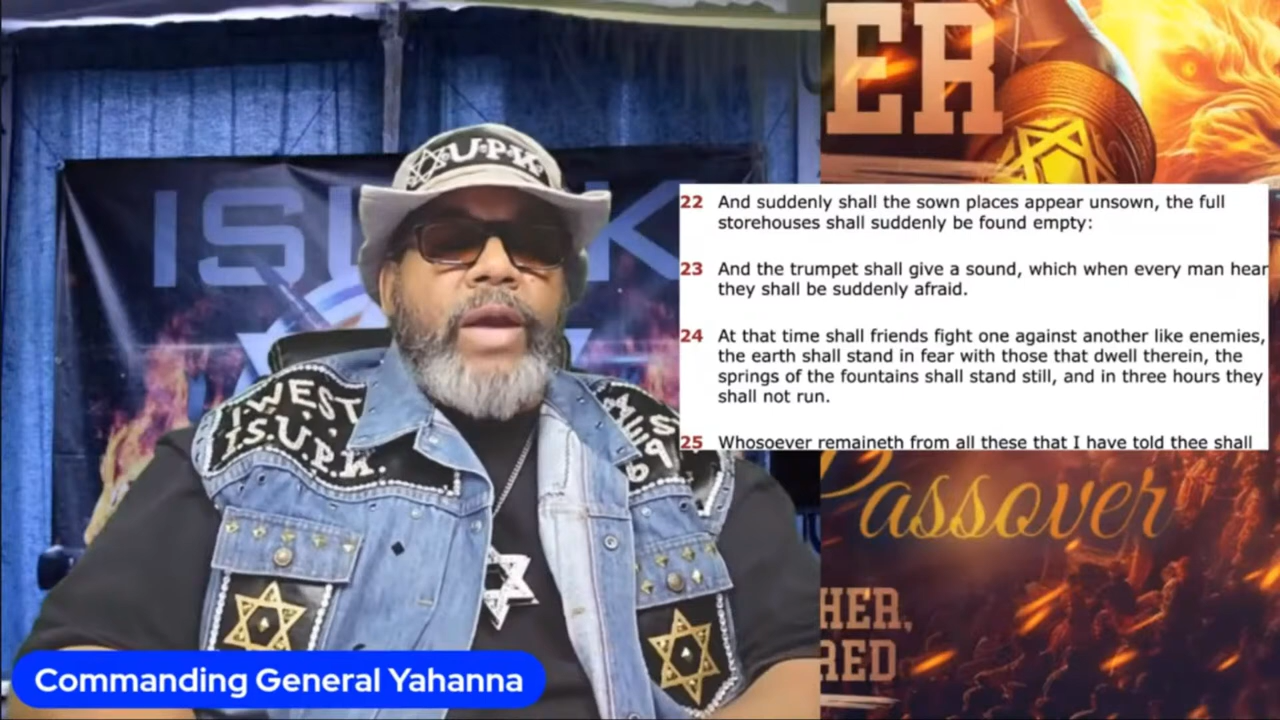 ER
22 And suddenly shall the sown places appear unsown, the full
storehouses shall suddenly be found empty:
23 And the trumpet shall give a sound, which when every man hear
they shall be suddenly afraid.
24 At that time shall friends fight one against another like enemies,
the earth shall stand in fear with those that dwell therein, the
springs of the fountains shall stand still, and in three hours they
shall not run.
25 Whosoever remaineth from all these that I have told thee shall
I.S.U.P.K.
ISU K
1WEST
I.S.U.P.K.
Passover
HER,
RED
Commanding General Yahanna